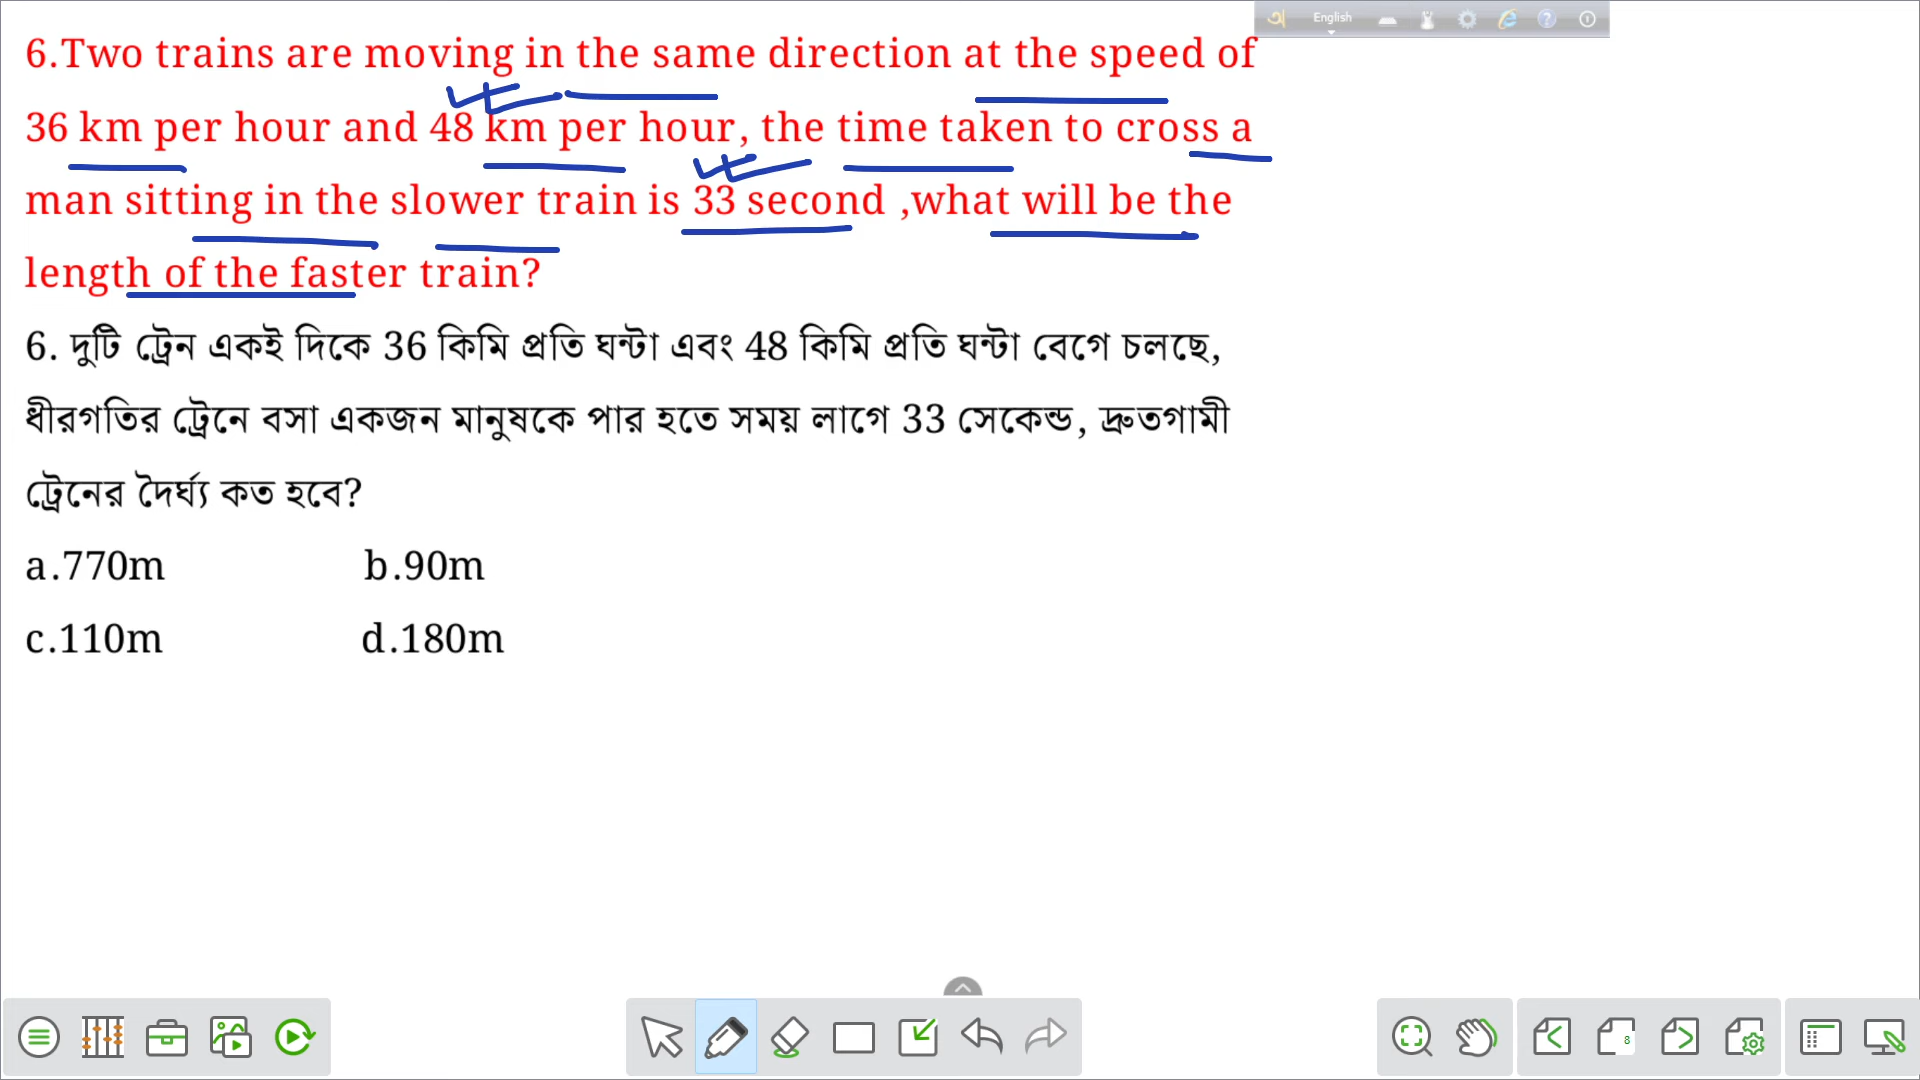 English
6.Two trains are moving in the same direction at the speed of
36 km per hour and 48 km per hour, the time taken to cross a
man sitting in the slower train is 33 second ,what will be the
length of the faster train?
6. দুটি ট্রেন একই দিকে 36 কিমি প্রতি ঘন্টা এবং 48 কিমি প্রতি ঘন্টা বেগে চলছে,
ধীরগতির ট্রেনে বসা একজন মানুষকে পার হতে সময় লাগে 33 সেকেন্ড, দ্রুতগামী
ট্রেনের দৈর্ঘ্য কত হবে?
a.770m b.90m
c.110m d.180m
8